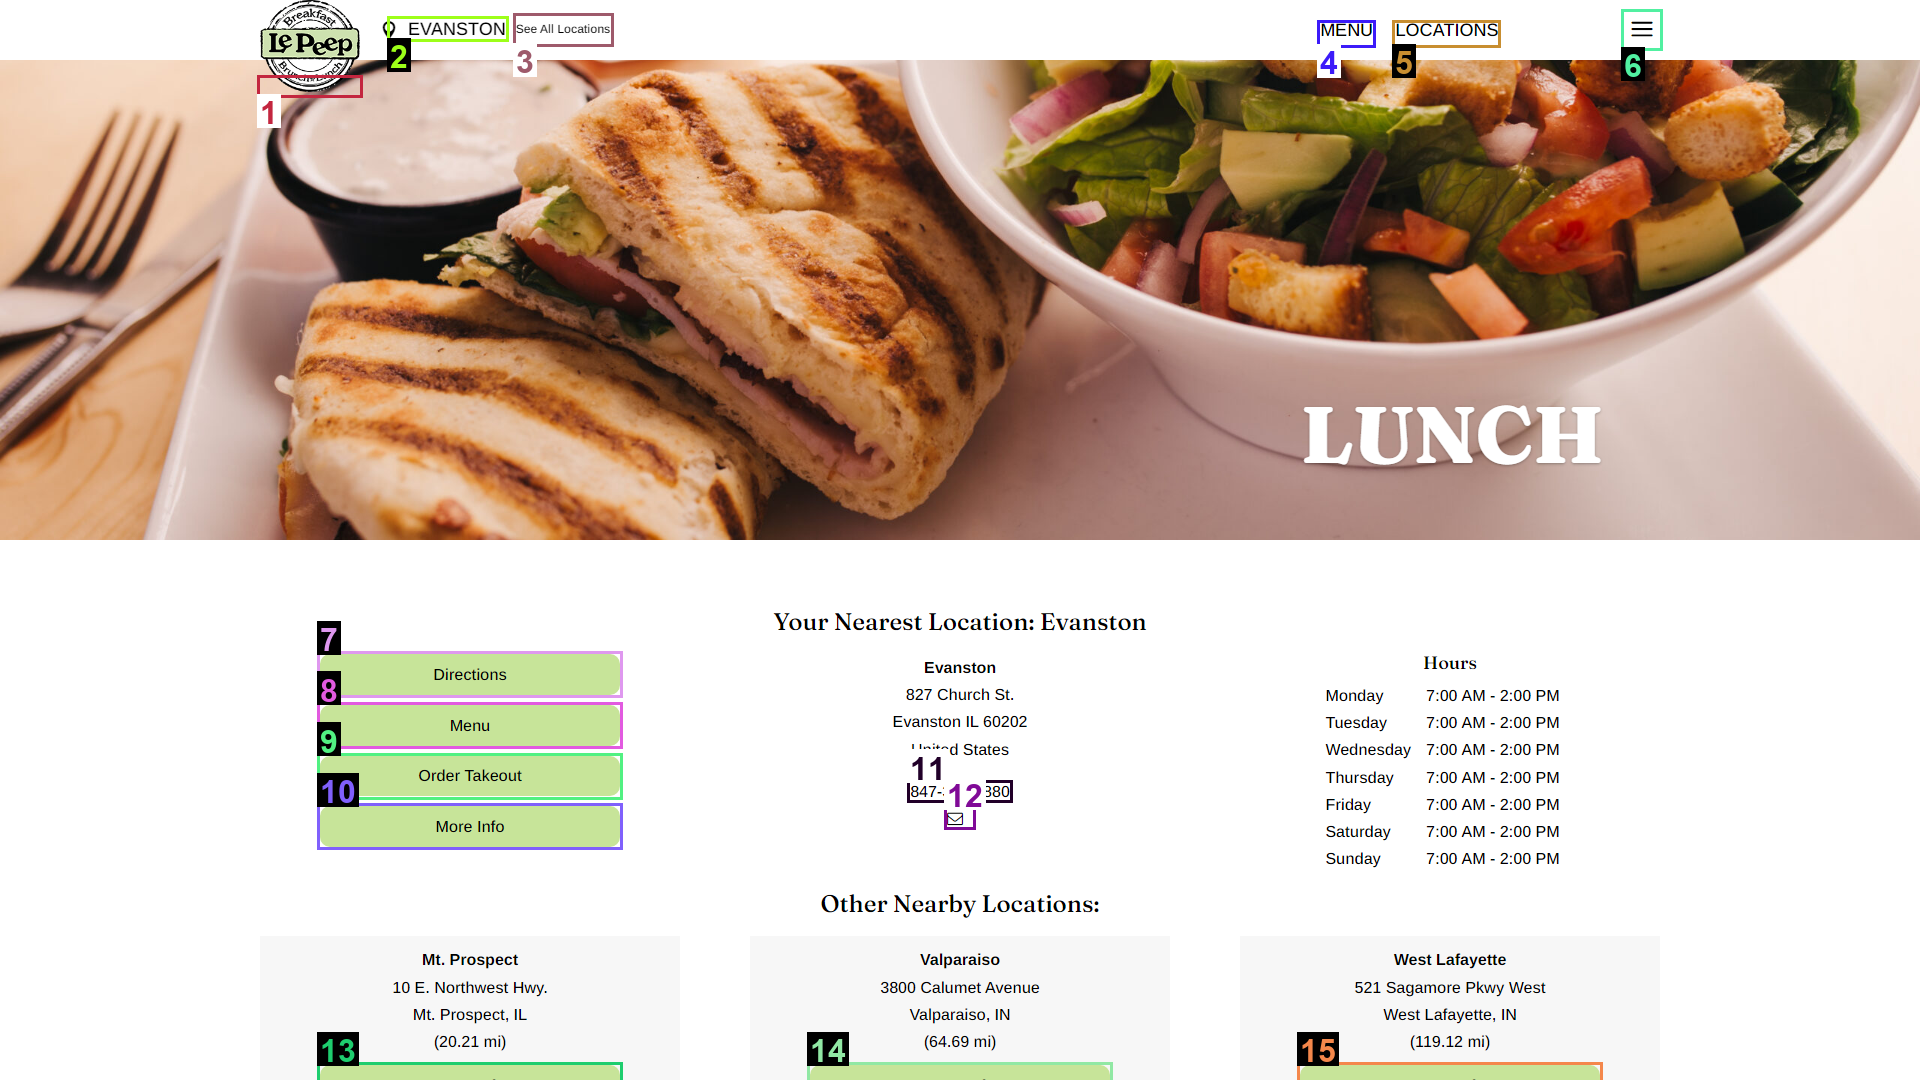 Breakfast
Le Peep
Brunch & Lunch
EVANSTON
See All Locations
MENU
LOCATIONS
1
2
3
4
5
6
LUNCH
Your Nearest Location: Evanston
7
Directions
8
Menu
9
Order Takeout
10
More Info
Evanston
827 Church St.
Evanston IL 60202
States
11
847-
12
Hours
Monday 7:00 AM - 2:00 PM
Tuesday 7:00 AM - 2:00 PM
Wednesday 7:00 AM - 2:00 PM
Thursday 7:00 AM - 2:00 PM
Friday 7:00 AM - 2:00 PM
Saturday 7:00 AM - 2:00 PM
Sunday 7:00 AM - 2:00 PM
Other Nearby Locations:
Mt. Prospect
10 E. Northwest Hwy.
Mt. Prospect, IL
(20.21 mi)
13
Valparaiso
3800 Calumet Avenue
Valparaiso, IN
(64.69 mi)
14
West Lafayette
521 Sagamore Pkwy West
West Lafayette, IN
(119.12 mi)
15